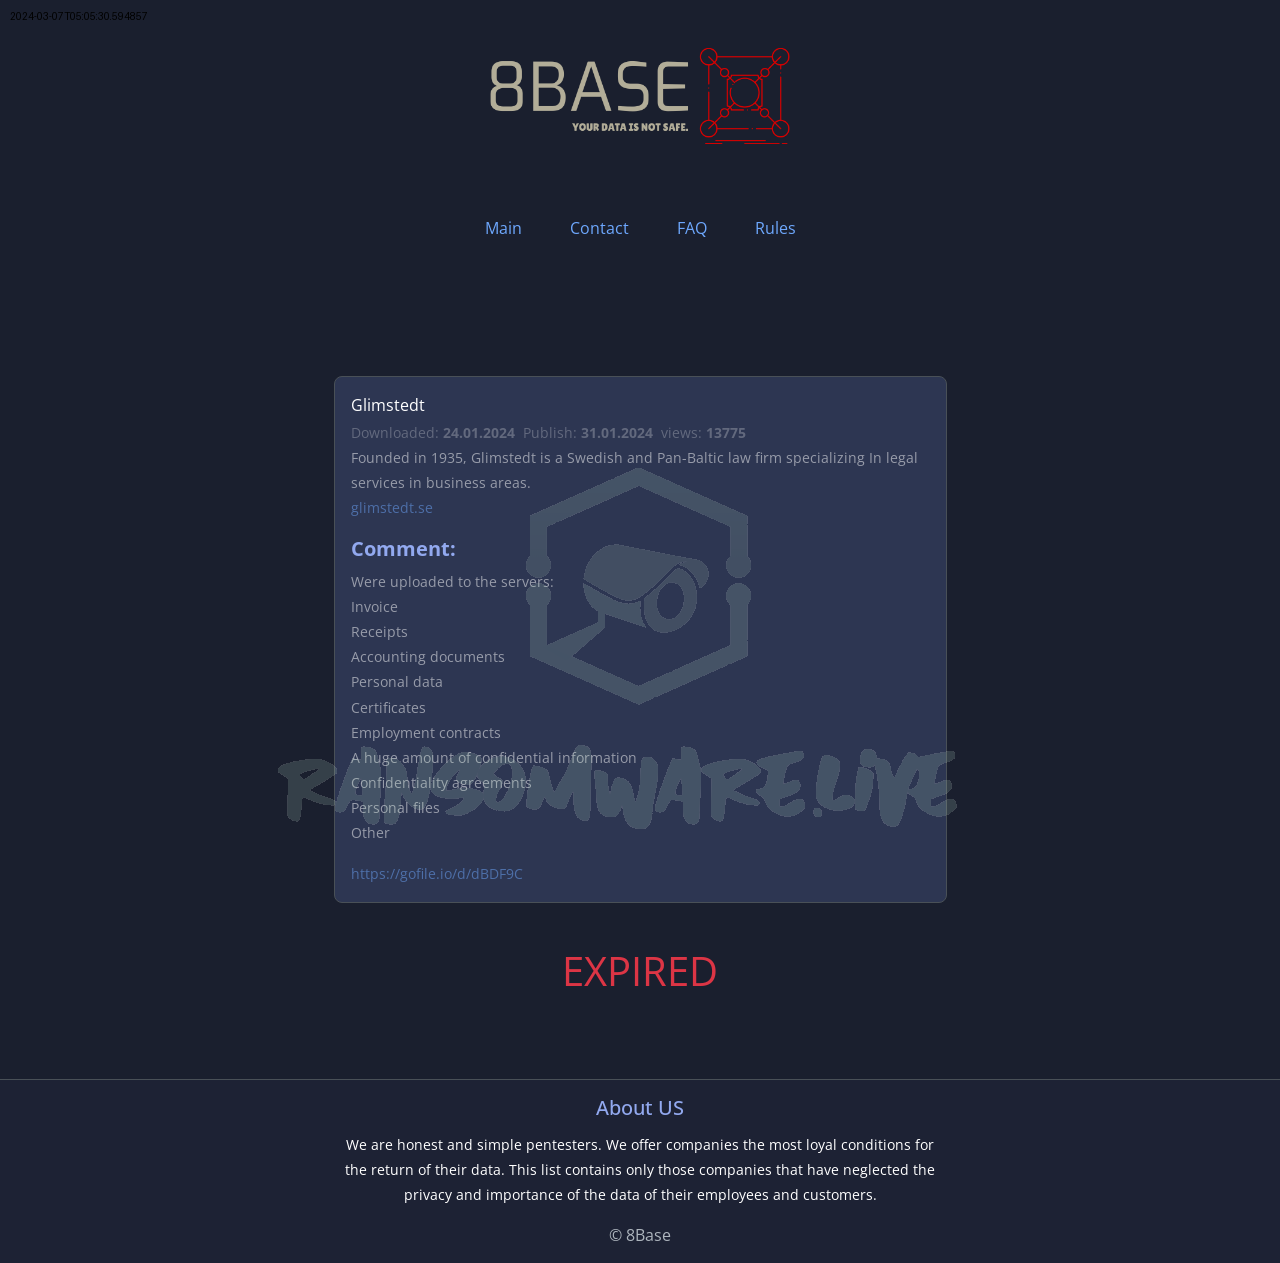 2024-03-07T05:05:30.594857
8BASE
YOUR DATA IS NOT SAFE.
Main Contact FAQ Rules
Glimstedt
Downloaded: 24.01.2024 Publish: 31.01.2024 views: 13775
Founded in 1935, Glimstedt is a Swedish and Pan-Baltic law firm specializing In legal
services in business areas.
glimstedt.se
Comment:
Were uploaded to the servers:
Invoice
Receipts
Accounting documents
Personal data
Certificates
Employment contracts
A huge amount of confidential information
RANSOMWARE.LIVE
Confidentiality agreements
Personal files
Other
https://gofile.io/d/dBDF9C
EXPIRED
About US
We are honest and simple pentesters. We offer companies the most loyal conditions for
the return of their data. This list contains only those companies that have neglected the
privacy and importance of the data of their employees and customers.
© 8Base